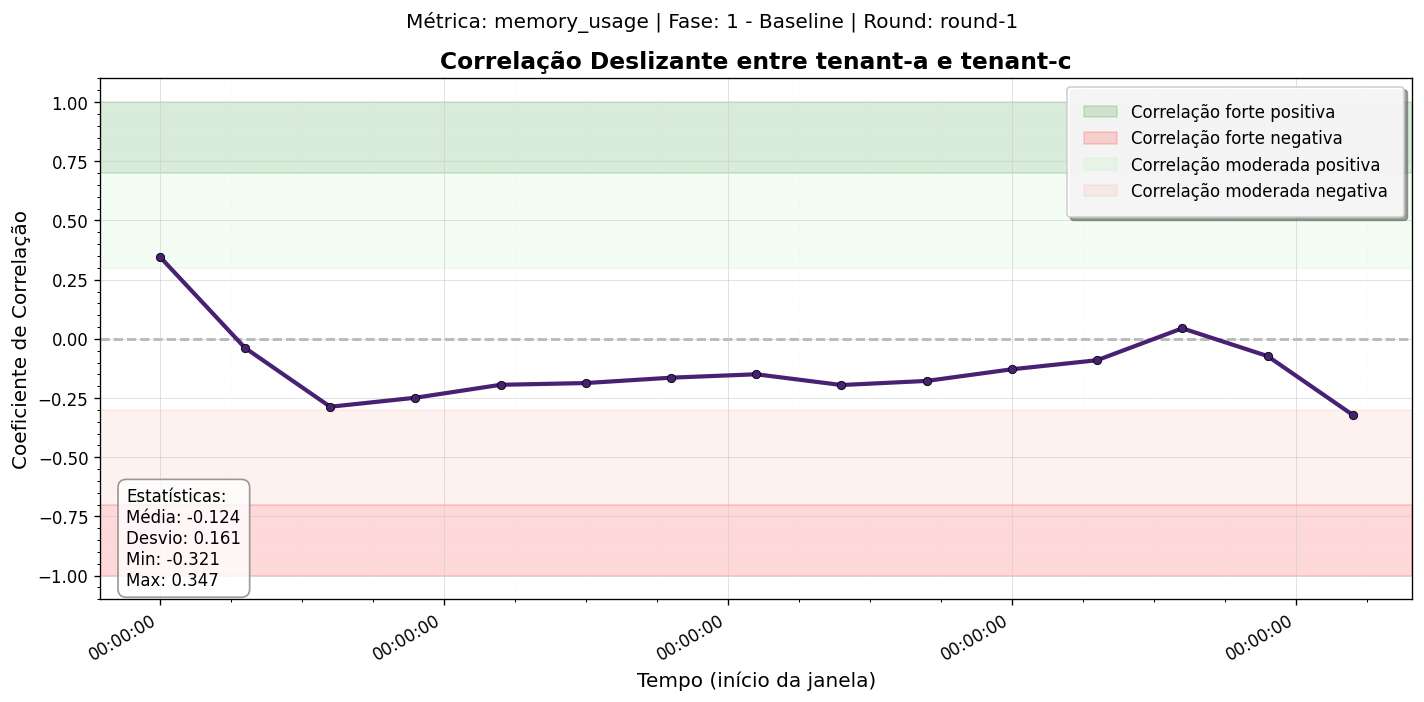 Métrica: memory_usage | Fase: 1 - Baseline | Round: round-1
Correlação Deslizante entre tenant-a e tenant-c
Coeficiente de Correlação
1.00
0.75
0.50
0.25
0.00
−0.25
−0.50
−0.75
−1.00
Correlação forte positiva
Correlação forte negativa
Correlação moderada positiva
Correlação moderada negativa
Estatísticas:
Média: -0.124
Desvio: 0.161
Min: -0.321
Max: 0.347
00:00:00
00:00:00
00:00:00
00:00:00
00:00:00
Tempo (início da janela)